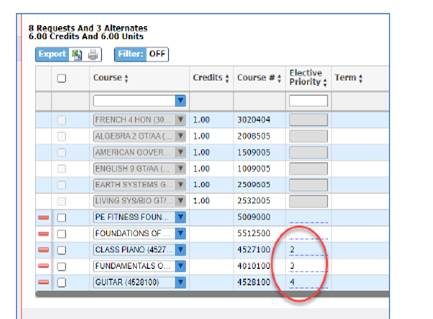 8 Requests And 3 Alternates
6.00 Credits And 6.00 Units
Export Filter: OFF
Course Credits Course # Elective Priority Term
FRENCH 4 HON (30... 1.00 3020404
ALGEBRA 2 GT/AA (... 1.00 2008505
AMERICAN GOVER... 1.00 1509005
ENGLISH 9 GT/AA (... 1.00 1009005
EARTH SYSTEMS G... 1.00 2509605
LIVING SYS/BIO GT/... 1.00 2532005
PE FITNESS FOUN... 5009000
FOUNDATIONS OF ... 5512500
CLASS PIANO (4527... 4527100 2
FUNDAMENTALS O... 4010100 3
GUITAR (4528100) 4528100 4